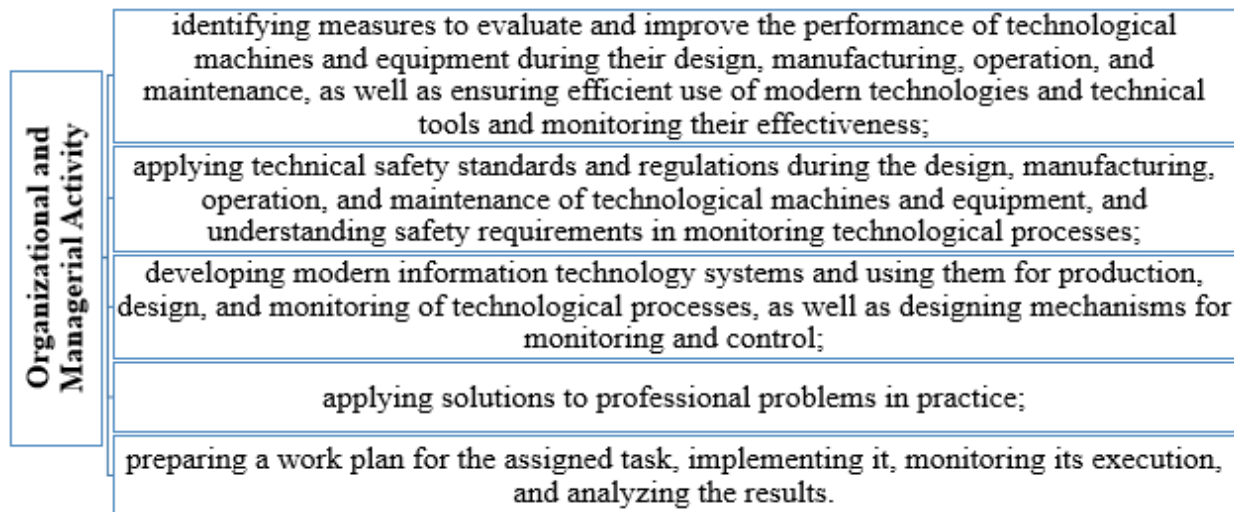 Organizational and
Managerial Activity
identifying measures to evaluate and improve the performance of technological
machines and equipment during their design, manufacturing, operation, and
maintenance, as well as ensuring efficient use of modern technologies and technical
tools and monitoring their effectiveness;
applying technical safety standards and regulations during the design, manufacturing,
operation, and maintenance of technological machines and equipment, and
understanding safety requirements in monitoring technological processes;
developing modern information technology systems and using them for production,
design, and monitoring of technological processes, as well as designing mechanisms for
monitoring and control;
applying solutions to professional problems in practice;
preparing a work plan for the assigned task, implementing it, monitoring its execution,
and analyzing the results.